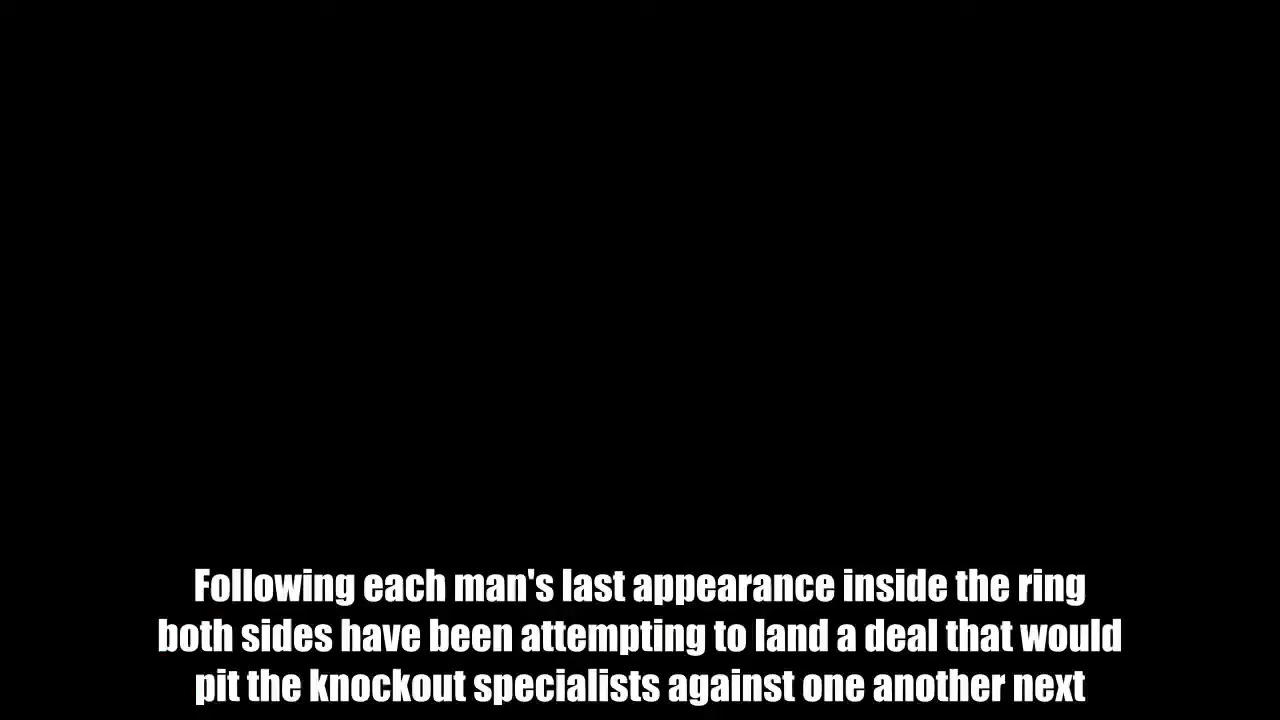 Following each man's last appearance inside the ring
both sides have been attempting to land a deal that would
pit the knockout specialists against one another next